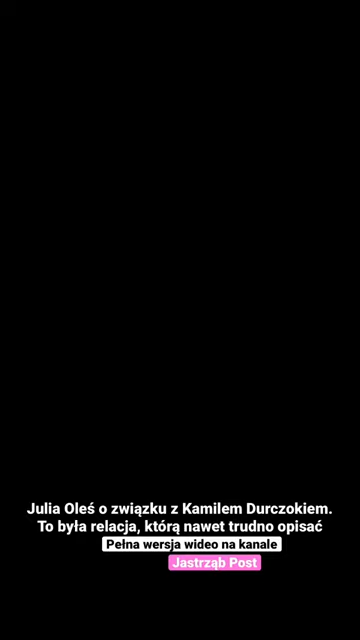 Julia Oleś o związku z Kamilem Durczokiem.
To była relacja, którą nawet trudno opisać
Pełna wersja wideo na kanale
Jastrząb Post